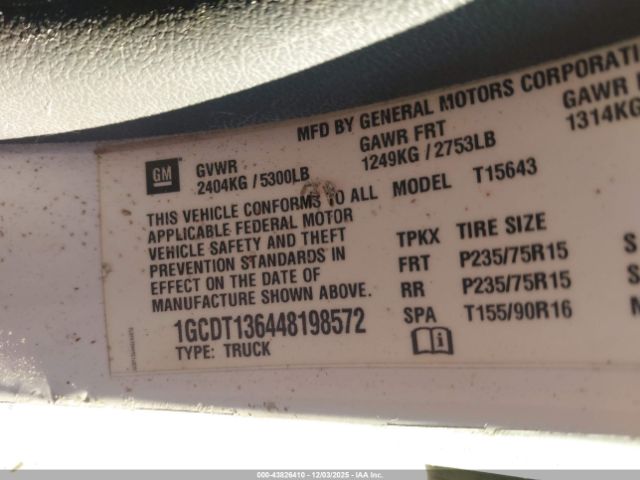 MFD BY GENERAL MOTORS CORPORATI
GM
GVWR
2404KG / 5300LB
GAWR FRT
1249KG / 2753LB
GAWR
1314KG
THIS VEHICLE CONFORMS TO ALL
APPLICABLE FEDERAL MOTOR
VEHICLE SAFETY AND THEFT
PREVENTION STANDARDS IN
EFFECT ON THE DATE OF
MANUFACTURE SHOWN ABOVE.
1GCDT136448198572
TYPE: TRUCK
MODEL T15643
TPKX TIRE SIZE
FRT P235/75R15 S
RR P235/75R15 S
SPA T155/90R16
000-43826410 - 12/03/2025 - IAA Inc.